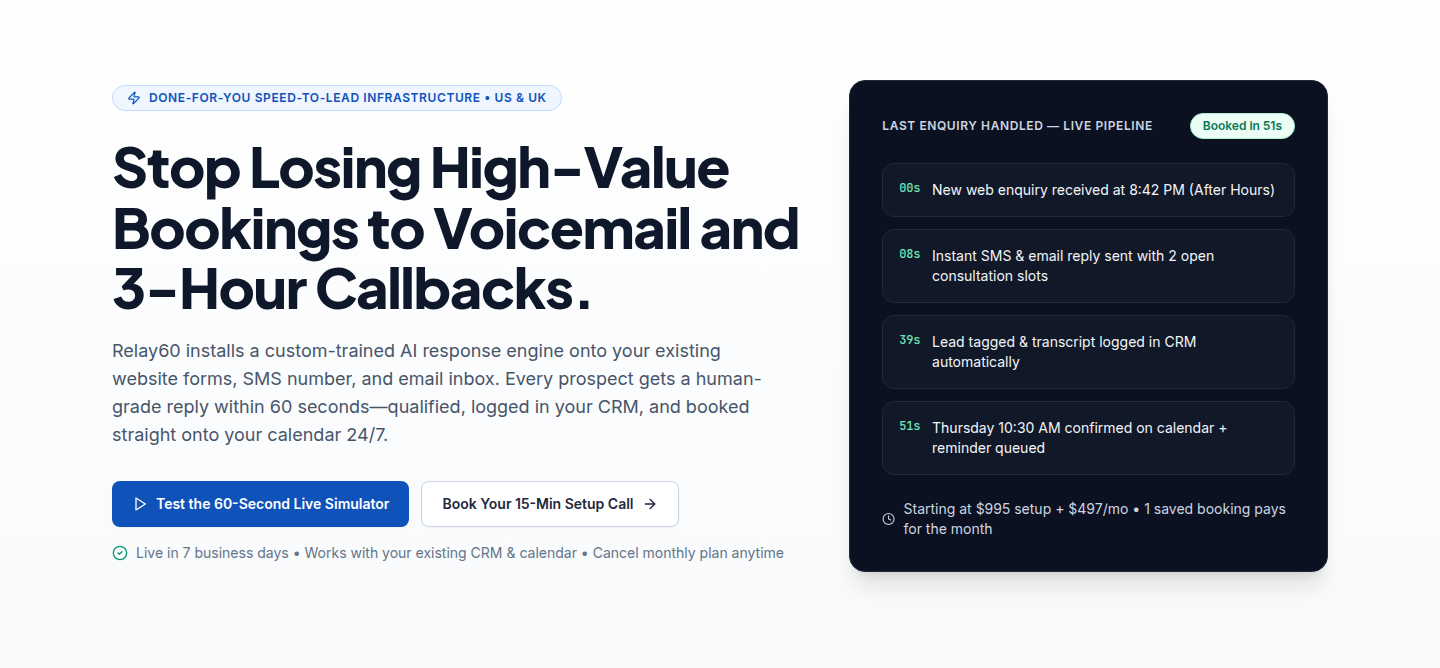 DONE-FOR-YOU SPEED-TO-LEAD INFRASTRUCTURE • US & UK
Stop Losing High-Value
Bookings to Voicemail and
3-Hour Callbacks.
Relay60 installs a custom-trained AI response engine onto your existing
website forms, SMS number, and email inbox. Every prospect gets a human-
grade reply within 60 seconds—qualified, logged in your CRM, and booked
straight onto your calendar 24/7.
Test the 60-Second Live Simulator
Book Your 15-Min Setup Call
Live in 7 business days • Works with your existing CRM & calendar • Cancel monthly plan anytime
LAST ENQUIRY HANDLED — LIVE PIPELINE
Booked in 51s
00s New web enquiry received at 8:42 PM (After Hours)
08s Instant SMS & email reply sent with 2 open
consultation slots
39s Lead tagged & transcript logged in CRM
automatically
51s Thursday 10:30 AM confirmed on calendar +
reminder queued
Starting at $995 setup + $497/mo • 1 saved booking pays
for the month